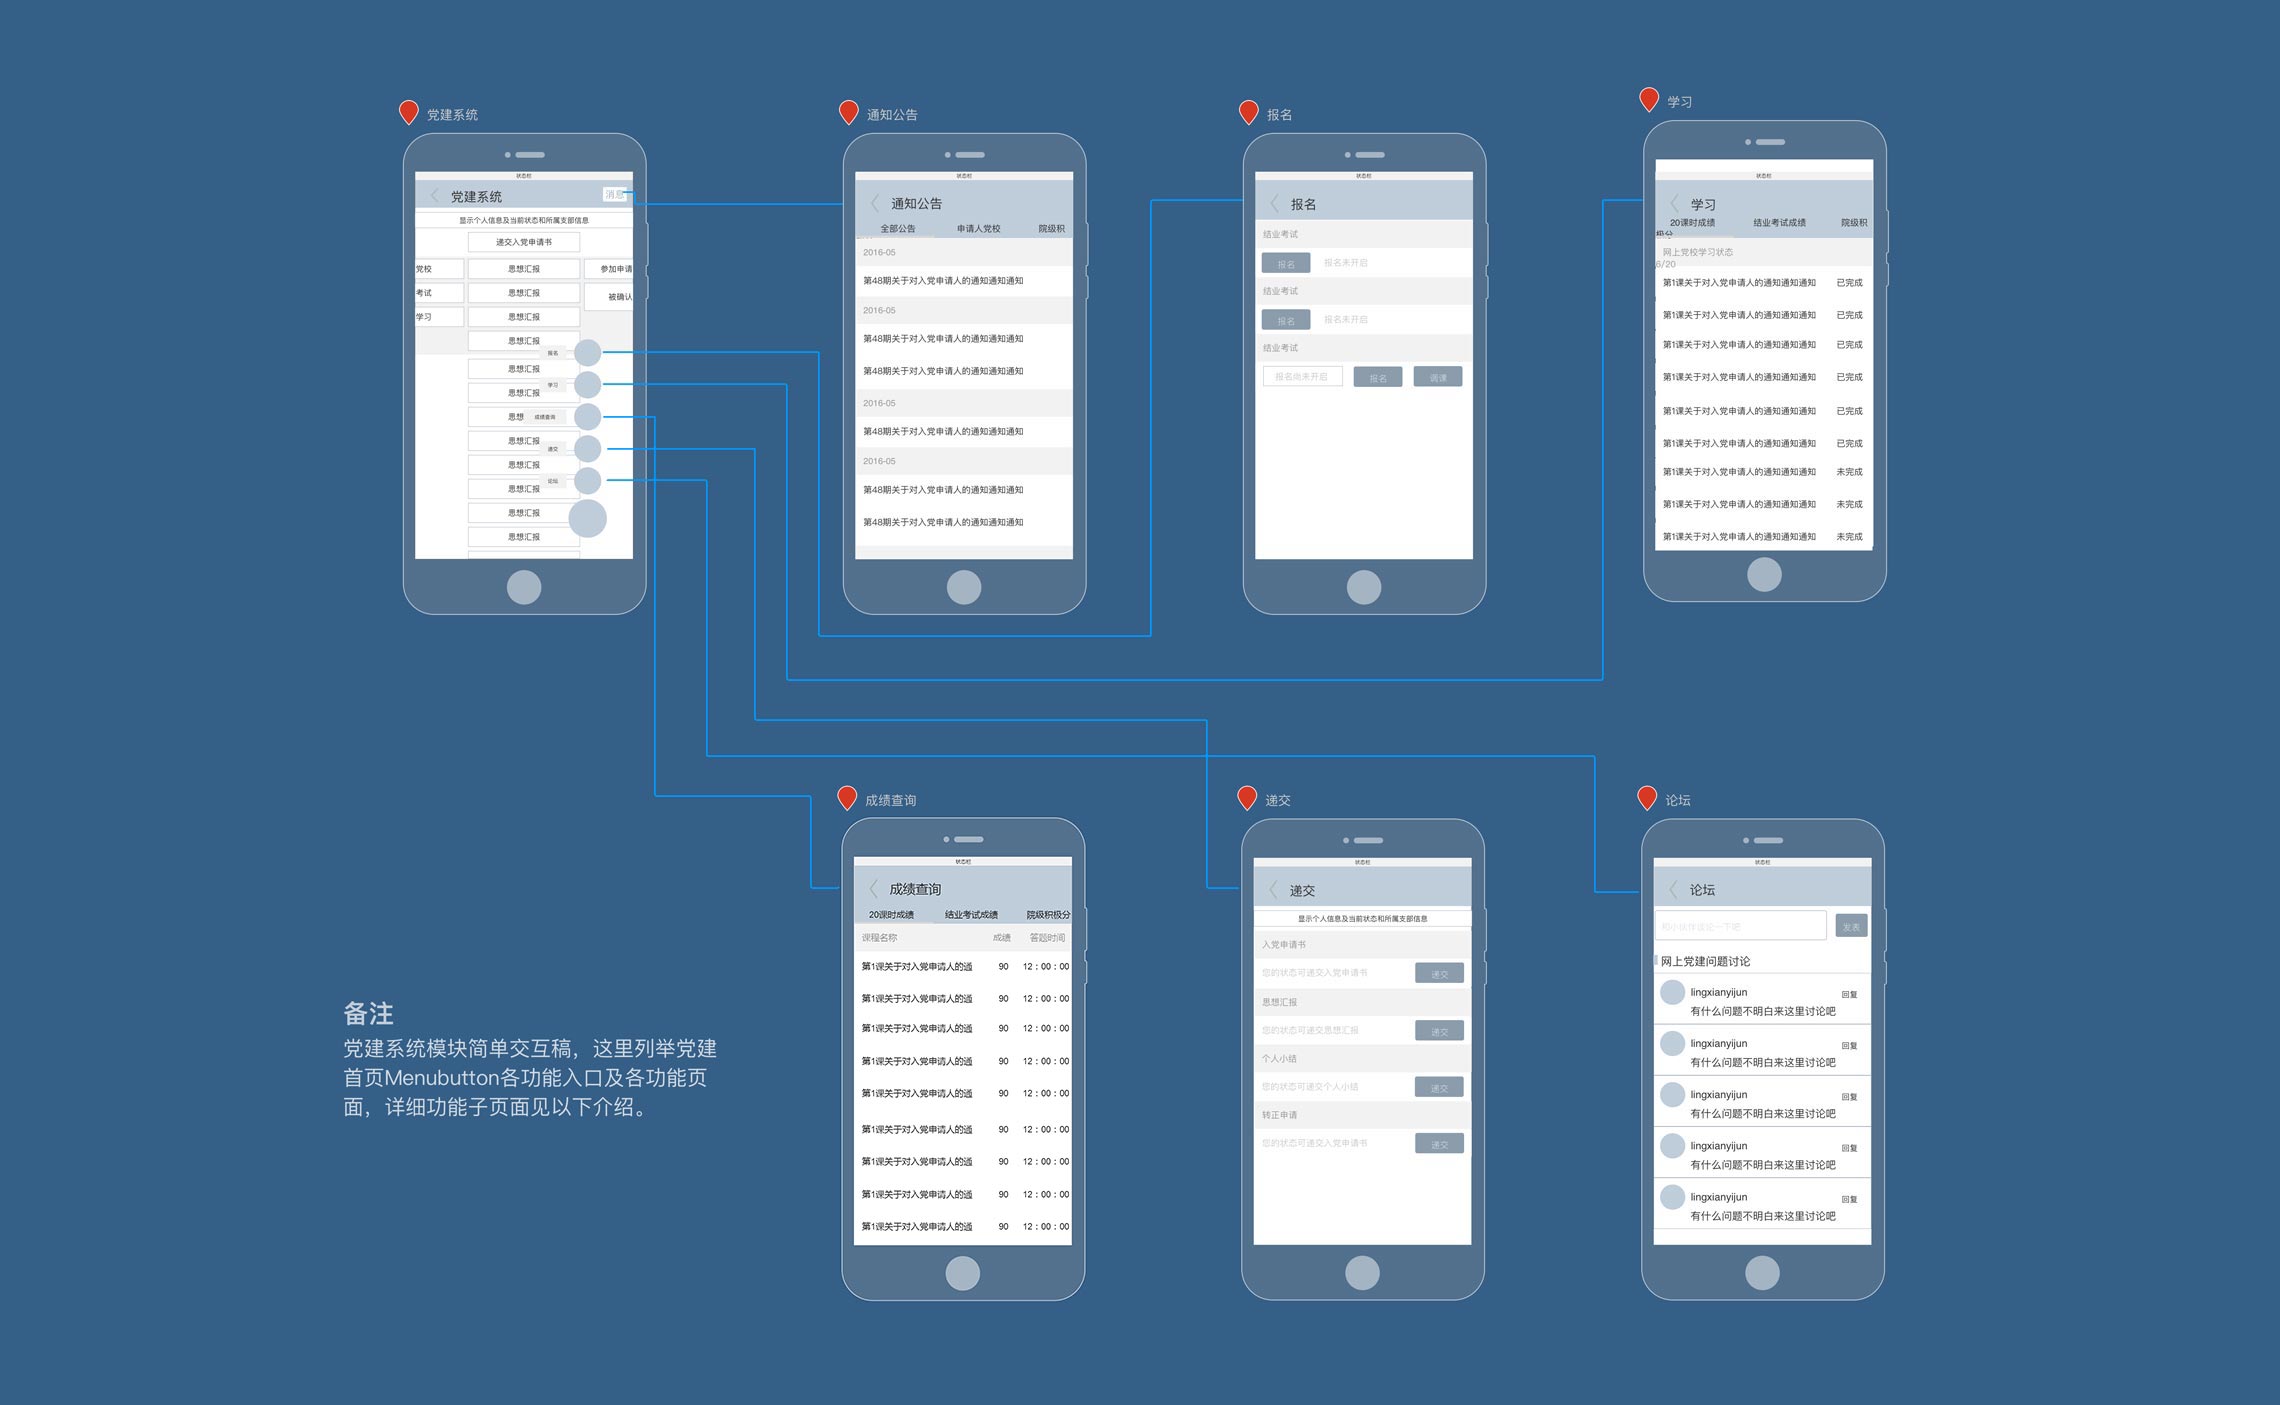 党建系统
状态栏
党建系统
消息
显示个人信息及当前状态和所属支部信息
递交入党申请书
党校
思想汇报
参加申请
考试
思想汇报
被确认
学习
思想汇报
思想汇报
报名
思想汇报
学习
思想汇报
成绩查询
思想
思想汇报
递交
思想汇报
论坛
思想汇报
思想汇报
思想汇报
通知公告
状态栏
通知公告
全部公告 申请人党校 院级积
2016-05
第48期关于对入党申请人的通知通知通知
2016-05
第48期关于对入党申请人的通知通知通知
第48期关于对入党申请人的通知通知通知
2016-05
第48期关于对入党申请人的通知通知通知
2016-05
第48期关于对入党申请人的通知通知通知
第48期关于对入党申请人的通知通知通知
报名
状态栏
报名
结业考试
报名 报名未开启
结业考试
报名 报名未开启
结业考试
报名尚未开启 报名 调课
学习
状态栏
学习
20课时成绩 结业考试成绩 院级积
极分
网上党校学习状态
6/20
第1课关于对入党申请人的通知通知通知 已完成
第1课关于对入党申请人的通知通知通知 已完成
第1课关于对入党申请人的通知通知通知 已完成
第1课关于对入党申请人的通知通知通知 已完成
第1课关于对入党申请人的通知通知通知 已完成
第1课关于对入党申请人的通知通知通知 已完成
第1课关于对入党申请人的通知通知通知 未完成
第1课关于对入党申请人的通知通知通知 未完成
第1课关于对入党申请人的通知通知通知 未完成
备注
党建系统模块简单交互稿，这里列举党建
首页Menubutton各功能入口及各功能页
面，详细功能子页面见以下介绍。
成绩查询
状态栏
成绩查询
20课时成绩 结业考试成绩 院级积极分
课程名称 成绩 答题时间
第1课关于对入党申请人的通 90 12：00：00
第1课关于对入党申请人的通 90 12：00：00
第1课关于对入党申请人的通 90 12：00：00
第1课关于对入党申请人的通 90 12：00：00
第1课关于对入党申请人的通 90 12：00：00
第1课关于对入党申请人的通 90 12：00：00
第1课关于对入党申请人的通 90 12：00：00
第1课关于对入党申请人的通 90 12：00：00
第1课关于对入党申请人的通 90 12：00：00
递交
状态栏
递交
显示个人信息及当前状态和所属支部信息
入党申请书
您的状态可递交入党申请书 递交
思想汇报
您的状态可递交思想汇报 递交
个人小结
您的状态可递交个人小结 递交
转正申请
您的状态可递交入党申请书 递交
论坛
状态栏
论坛
和小伙伴谈论一下吧 发表
网上党建问题讨论
lingxianyijun 回复
有什么问题不明白来这里讨论吧
lingxianyijun 回复
有什么问题不明白来这里讨论吧
lingxianyijun 回复
有什么问题不明白来这里讨论吧
lingxianyijun 回复
有什么问题不明白来这里讨论吧
lingxianyijun 回复
有什么问题不明白来这里讨论吧